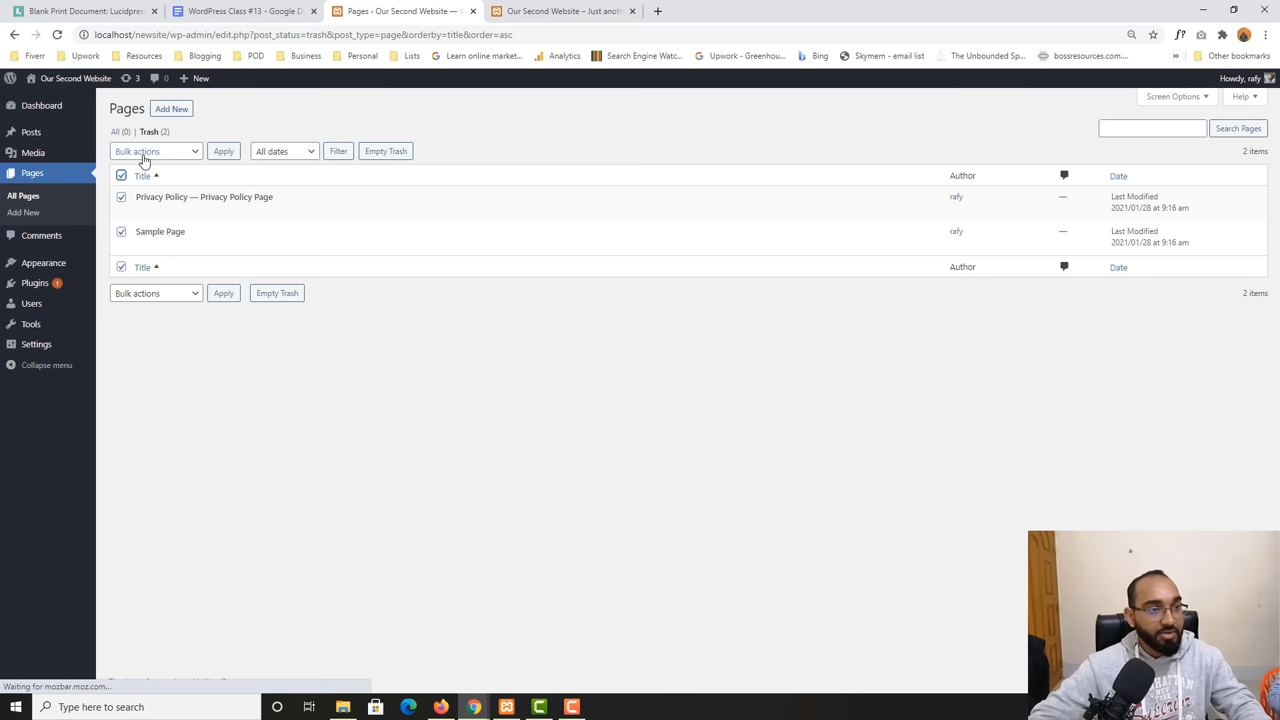 Blank Print Document: Lucidpres
WordPress Class #13 - Google D
Pages ‹ Our Second Website — 
Our Second Website – Just anot
localhost/newsite/wp-admin/edit.php?post_status=trash&post_type=page&orderby=title&order=asc
Fiverr
Upwork
Resources
Blogging
POD
Business
Personal
Lists
Learn online market...
Analytics
Search Engine Watc...
Upwork - Greenhou...
Bing
Skymem - email list
The Unbounded Sp...
bossresources.com...
»
Other bookmarks
Our Second Website
3
0
New
Howdy, rafy
Dashboard
Posts
Media
Pages
All Pages
Add New
Comments
Appearance
Plugins 1
Users
Tools
Settings
Collapse menu
Pages Add New
Screen Options
Help
All (0) | Trash (2)
Search Pages
Bulk actions Apply All dates Filter Empty Trash
2 items
Title Author Date
Privacy Policy — Privacy Policy Page rafy — Last Modified
2021/01/28 at 9:16 am
Sample Page rafy — Last Modified
2021/01/28 at 9:16 am
Title Author Date
Bulk actions Apply Empty Trash
2 items
Waiting for mozbar.moz.com...
Type here to search